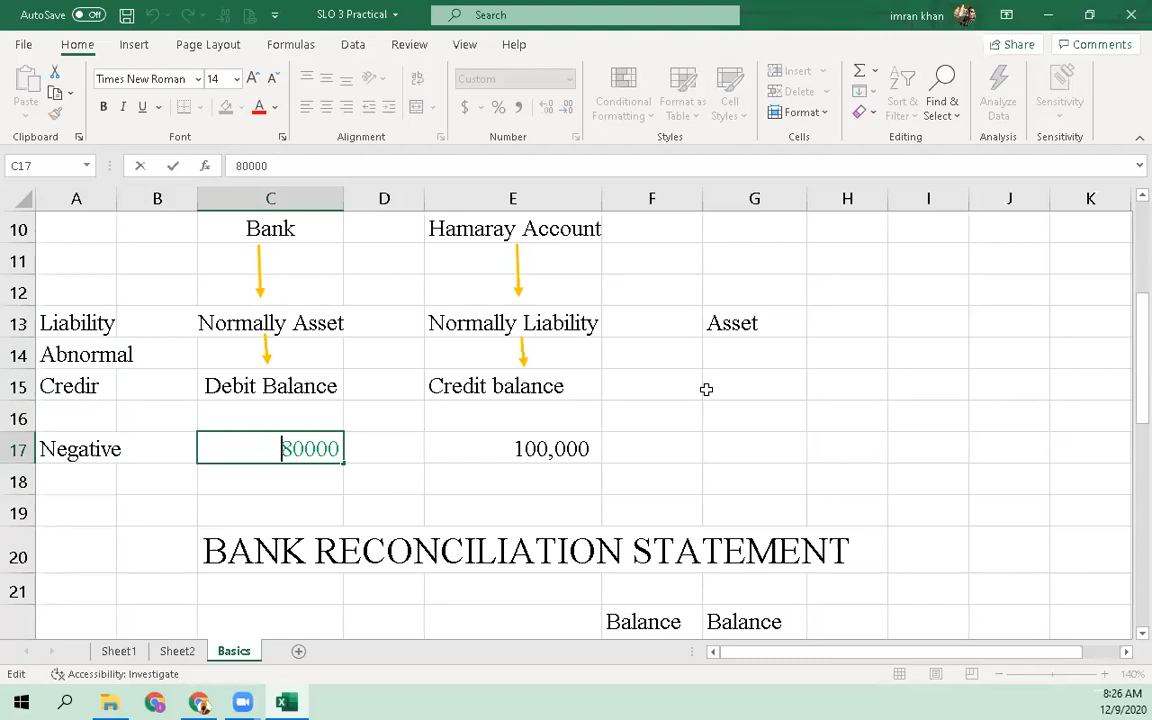 AutoSave Off SLO 3 Practical Search imran khan
File Home Insert Page Layout Formulas Data Review View Help Share Comments
Times New Roman 14 Custom Insert
Paste B I U A $ % 9 Conditional Formatting Format as Table Cell Styles Delete Sort & Filter Find & Select Analyze Data Sensitivity
Format
Clipboard Font Alignment Number Styles Cells Editing Analysis Sensitivity
C17 fx 80000
A B C D E F G H I J K
10 Bank Hamaray Account
11
12
13 Liability Normally Asset Normally Liability Asset
14 Abnormal
15 Credir Debit Balance Credit balance
16
17 Negative 80000 100,000
18
19
20 BANK RECONCILIATION STATEMENT
21
Balance Balance
Sheet1 Sheet2 Basics
Edit Accessibility: Investigate 140%
8:26 AM
12/9/2020